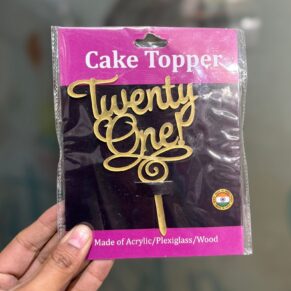 Cake Topper
Twenty
One!
Made of Acrylic/Plexiglass/Wood